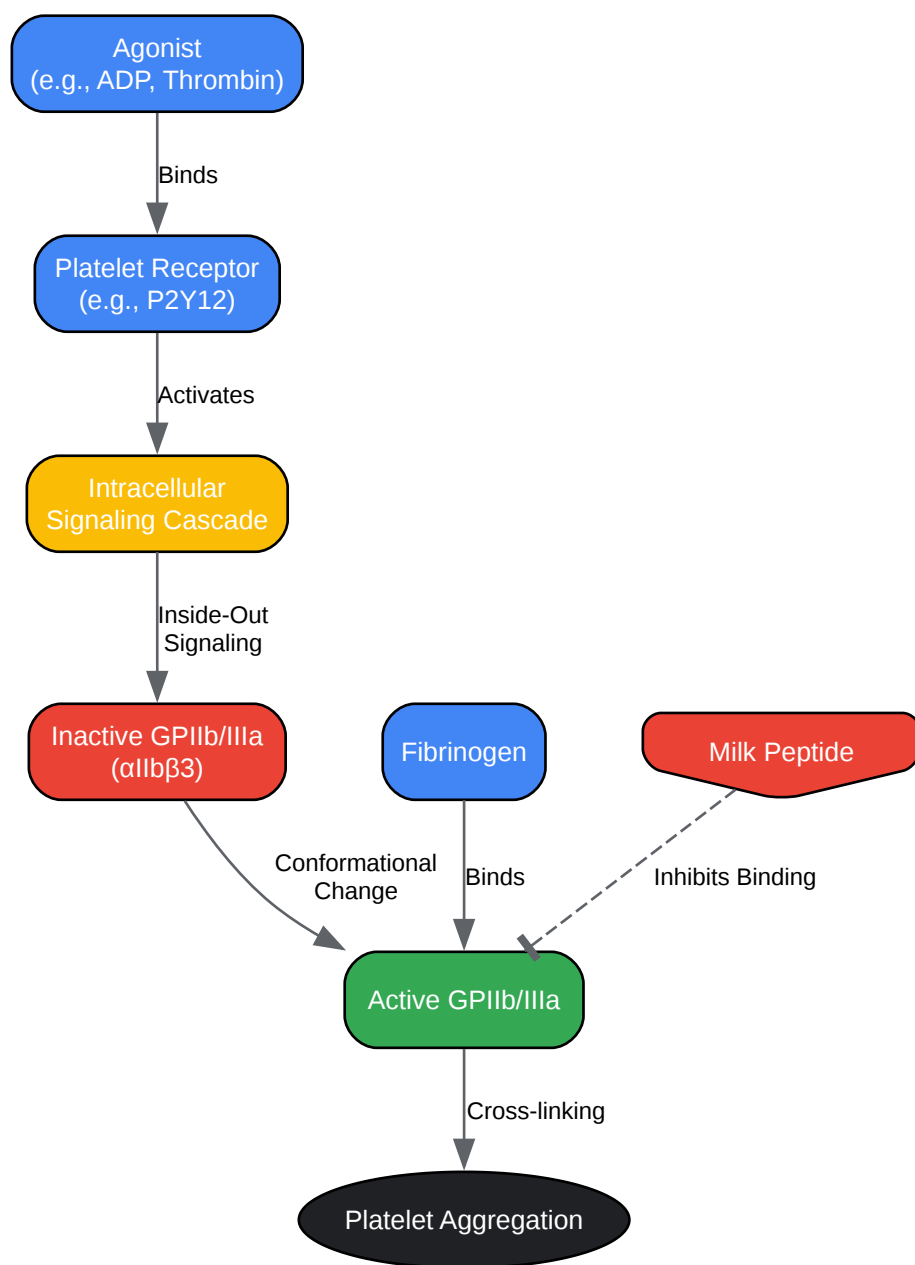 Agonist
(e.g., ADP, Thrombin)
Binds
Platelet Receptor
(e.g., P2Y12)
Activates
Intracellular
Signaling Cascade
Inside-Out
Signaling
Inactive GPIIb/IIIa
(αIIbβ3)
Fibrinogen
Milk Peptide
Conformational
Change
Binds
Inhibits Binding
Active GPIIb/IIIa
Cross-linking
Platelet Aggregation